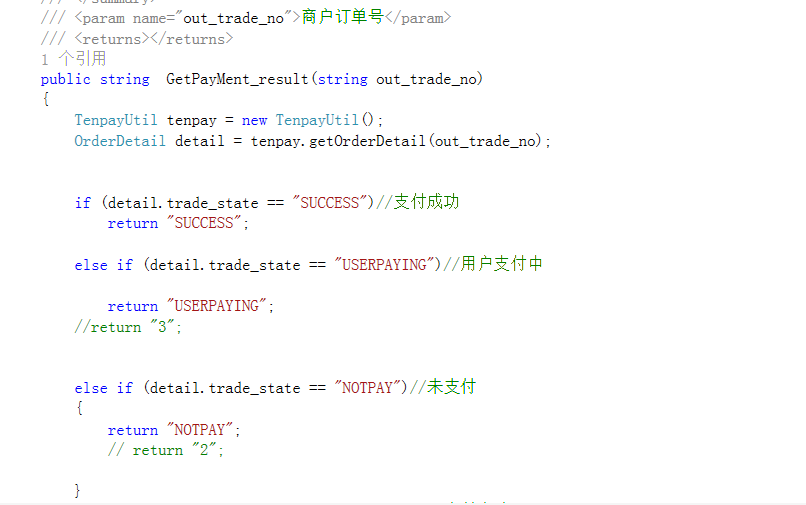 /// </summary>
/// <param name="out_trade_no">商户订单号</param>
/// <returns></returns>
1 个引用
public string  GetPayMent_result(string out_trade_no)
{
TenpayUtil tenpay = new TenpayUtil();
OrderDetail detail = tenpay.getOrderDetail(out_trade_no);
if (detail.trade_state == "SUCCESS")//支付成功
return "SUCCESS";
else if (detail.trade_state == "USERPAYING")//用户支付中
return "USERPAYING";
//return "3";
else if (detail.trade_state == "NOTPAY")//未支付
{
return "NOTPAY";
// return "2";
}